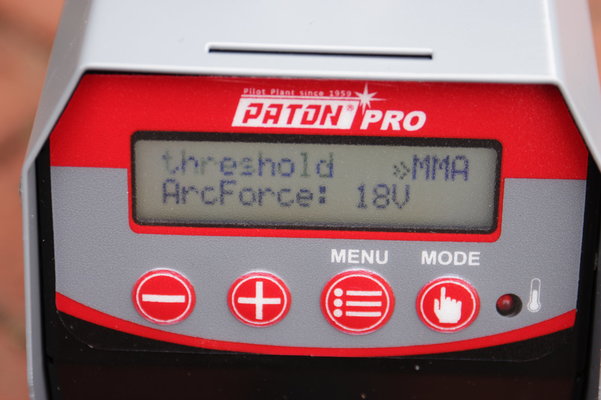 Pilot Plant since 1959
PATON® PRO
threshold »MMA
ArcForce: 18V
MENU MODE